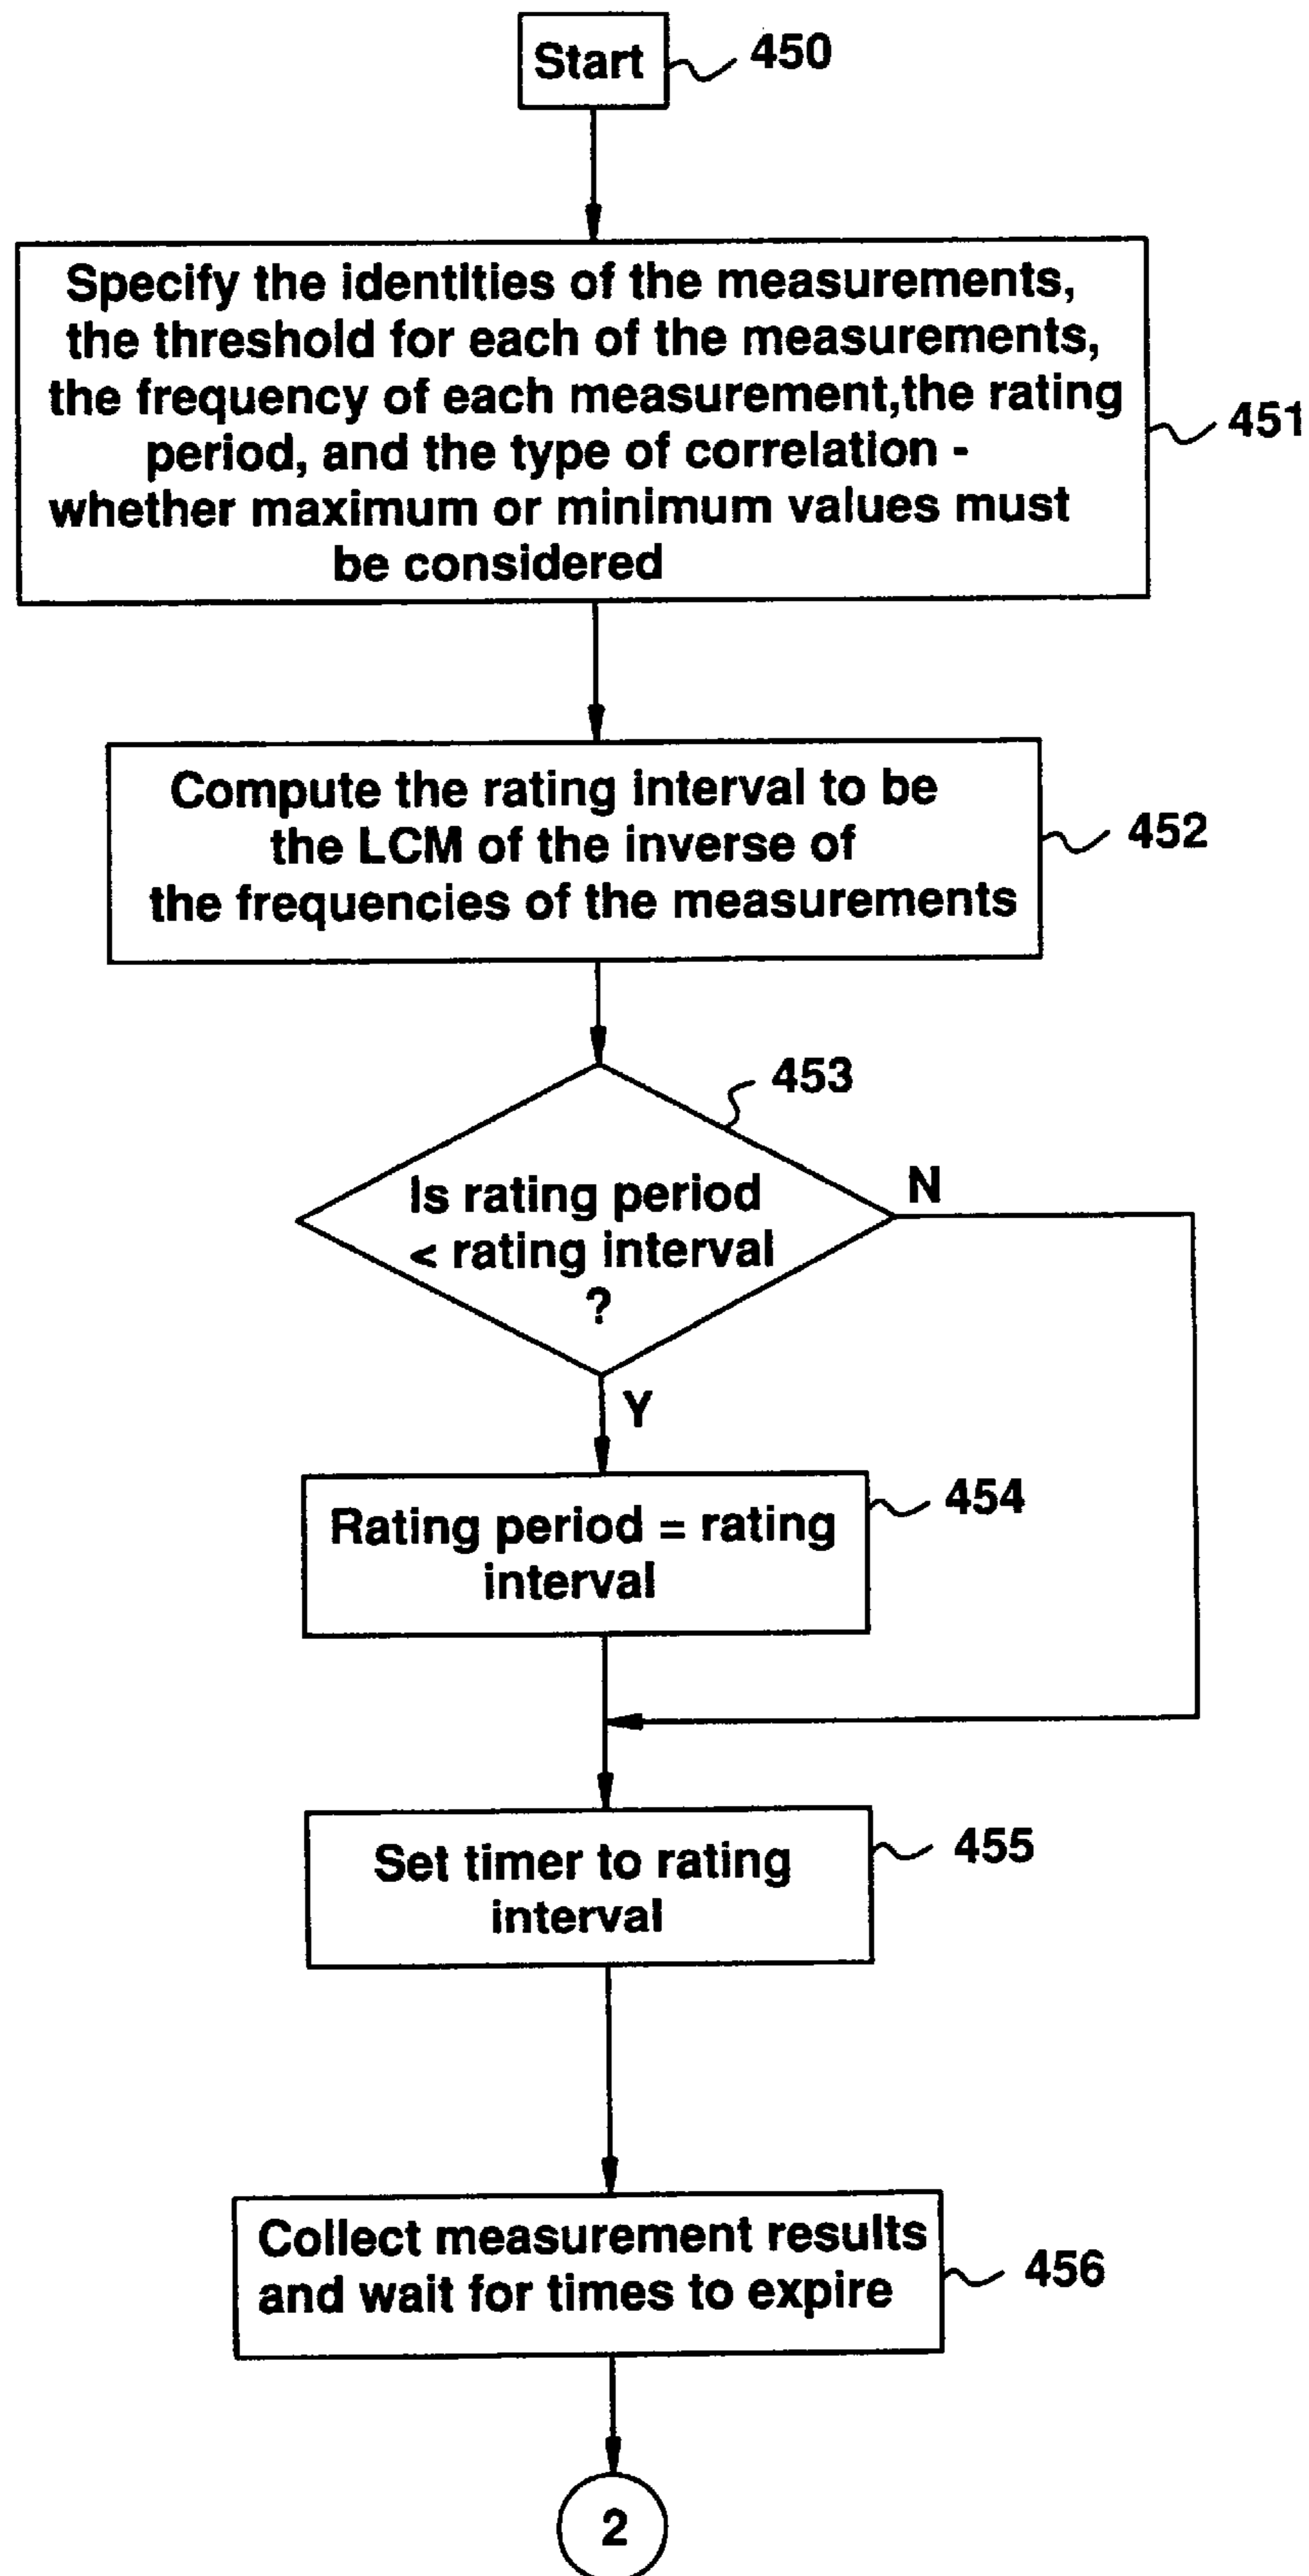 Start
450
Specify the identities of the measurements,
the threshold for each of the measurements,
the frequency of each measurement,the rating
period, and the type of correlation -
whether maximum or minimum values must
be considered
451
Compute the rating interval to be
the LCM of the inverse of
the frequencies of the measurements
452
453
Is rating period
< rating interval
?
N
Y
Rating period = rating
interval
454
Set timer to rating
interval
455
Collect measurement results
and wait for times to expire
456
2